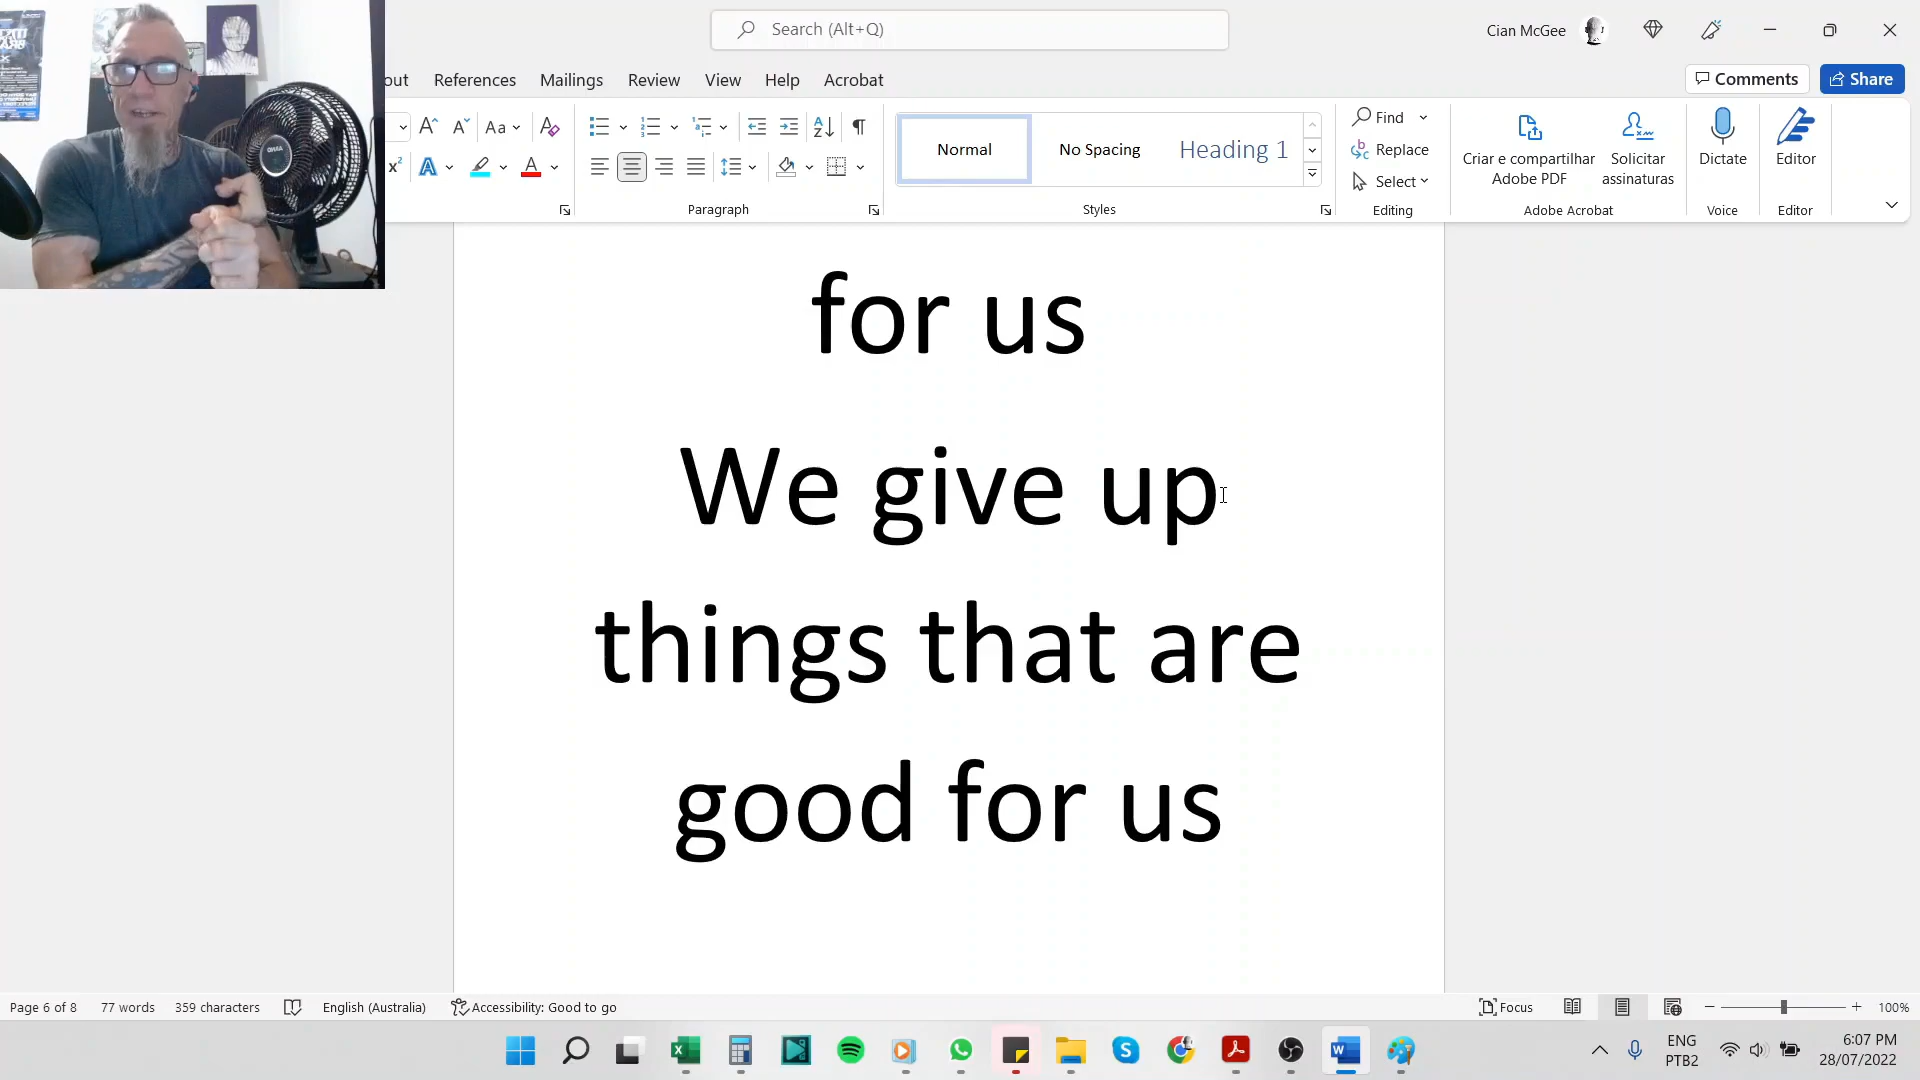 Search (Alt+Q)
Cian McGee
out References Mailings Review View Help Acrobat
Comments Share
Aa
Normal No Spacing Heading 1
Find
Replace
Select
Criar e compartilhar Adobe PDF
Solicitar assinaturas
Dictate
Editor
Paragraph Styles Editing Adobe Acrobat Voice Editor
for us
We give up
things that are
good for us
Page 6 of 8 77 words 359 characters English (Australia) Accessibility: Good to go Focus 100%
ENG 6:07 PM
PTB2 28/07/2022